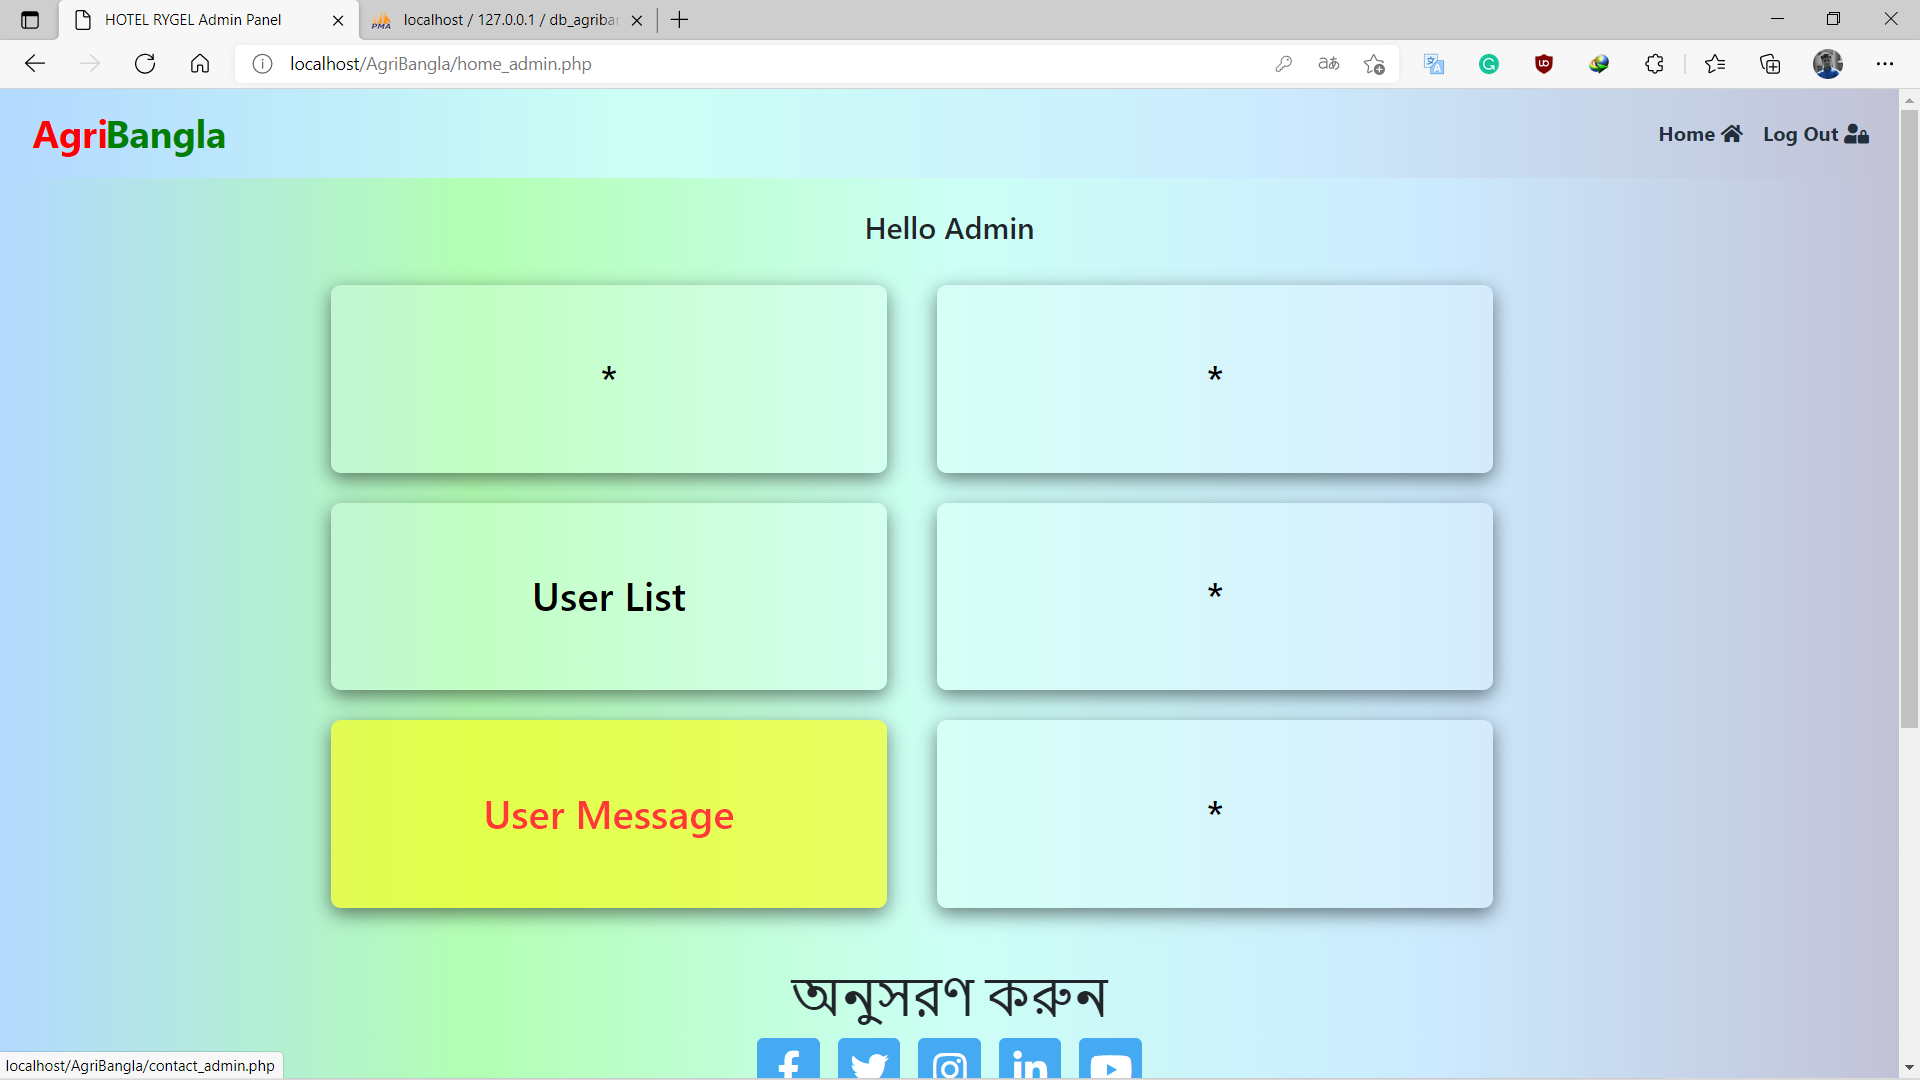 HOTEL RYGEL Admin Panel
localhost / 127.0.0.1 / db_agriba
localhost/AgriBangla/home_admin.php
AgriBangla
Home
Log Out
Hello Admin
*
*
User List
*
User Message
*
অনুসরণ করুন
localhost/AgriBangla/contact_admin.php